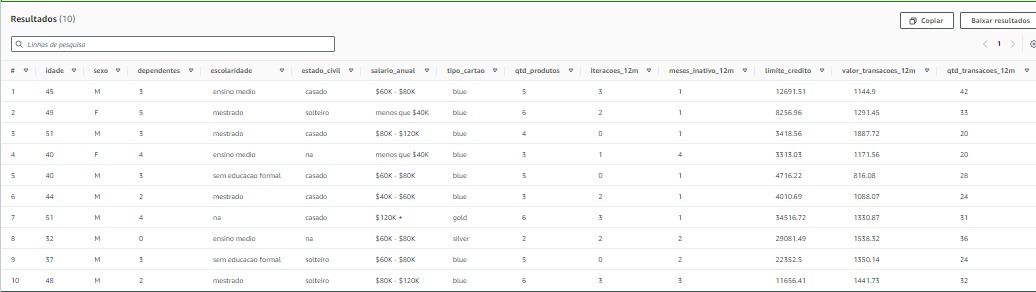 Resultados (10)
Copiar
Baixar resultados
Linhas de pesquisa
1
# idade sexo dependentes escolaridade estado_civil salario_anual tipo_cartao qtd_produtos iteracoes_12m meses_inativo_12m limite_credito valor_transacoes_12m qtd_transacoes_12m
1 45 M 3 ensino medio casado $60K - $80K blue 5 3 1 12691.51 1144.9 42
2 49 F 5 mestrado solteiro menos que $40K blue 6 2 1 8256.96 1291.45 33
3 51 M 3 mestrado casado $80K - $120K blue 4 0 1 3418.56 1887.72 20
4 40 F 4 ensino medio na menos que $40K blue 3 1 4 3313.03 1171.56 20
5 40 M 3 sem educacao formal casado $60K - $80K blue 5 0 1 4716.22 816.08 28
6 44 M 2 mestrado casado $40K - $60K blue 3 2 1 4010.69 1088.07 24
7 51 M 4 na casado $120K + gold 6 3 1 34516.72 1330.87 31
8 32 M 0 ensino medio na $60K - $80K silver 2 2 2 29081.49 1538.32 36
9 37 M 3 sem educacao formal solteiro $60K - $80K blue 5 0 2 22352.5 1350.14 24
10 48 M 2 mestrado solteiro $80K - $120K blue 6 3 3 11656.41 1441.73 32